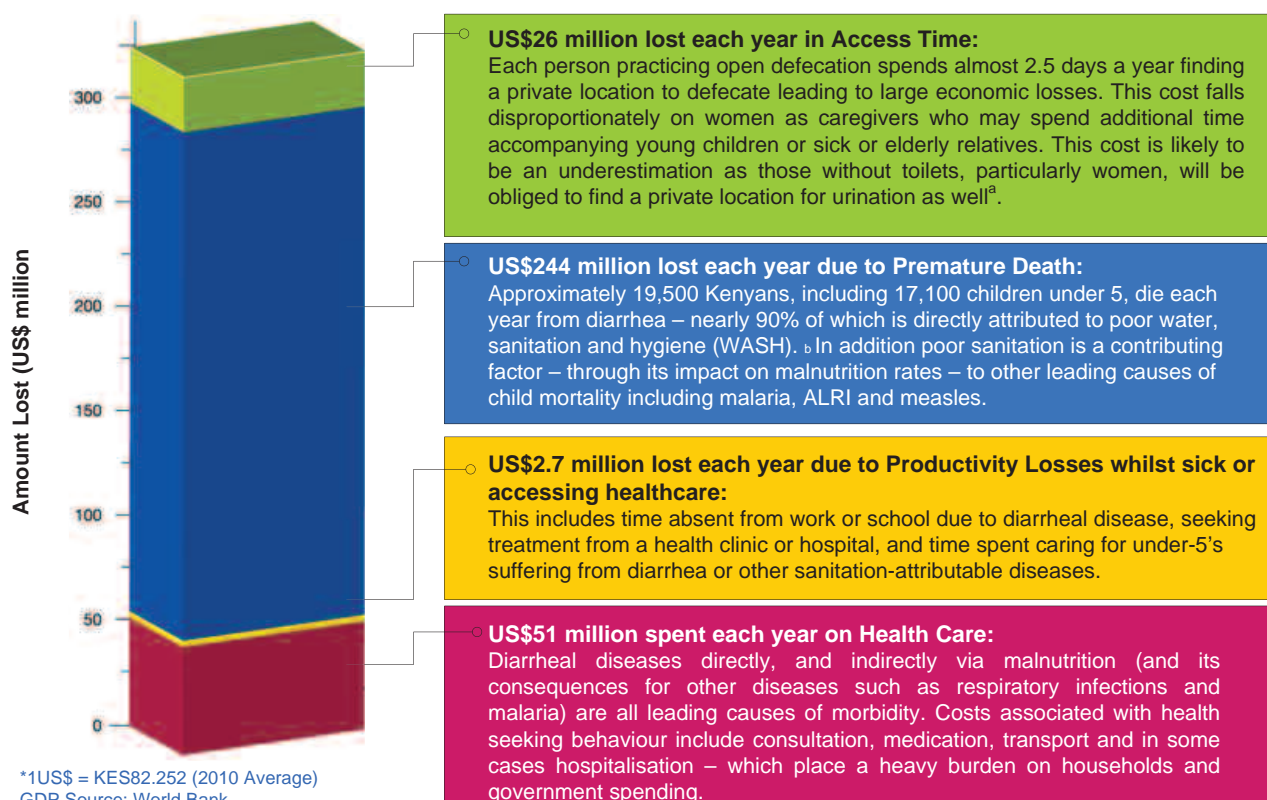 US$26 million lost each year in Access Time:
Each person practicing open defecation spends almost 2.5 days a year finding
a private location to defecate leading to large economic losses. This cost falls
disproportionately on women as caregivers who may spend additional time
accompanying young children or sick or elderly relatives. This cost is likely to
be an underestimation as those without toilets, particularly women, will be
obliged to find a private location for urination as wellª.
US$244 million lost each year due to Premature Death:
Approximately 19,500 Kenyans, including 17,100 children under 5, die each
year from diarrhea – nearly 90% of which is directly attributed to poor water,
sanitation and hygiene (WASH). b In addition poor sanitation is a contributing
factor – through its impact on malnutrition rates – to other leading causes of
child mortality including malaria, ALRI and measles.
US$2.7 million lost each year due to Productivity Losses whilst sick or
accessing healthcare:
This includes time absent from work or school due to diarrheal disease, seeking
treatment from a health clinic or hospital, and time spent caring for under-5’s
suffering from diarrhea or other sanitation-attributable diseases.
US$51 million spent each year on Health Care:
Diarrheal diseases directly, and indirectly via malnutrition (and its
consequences for other diseases such as respiratory infections and
malaria) are all leading causes of morbidity. Costs associated with health
seeking behaviour include consultation, medication, transport and in some
cases hospitalisation – which place a heavy burden on households and
government spending.
Amount Lost (US$ million
300
250
200
150
100
50
0
*1US$ = KES82.252 (2010 Average)
GDP Source: World Bank